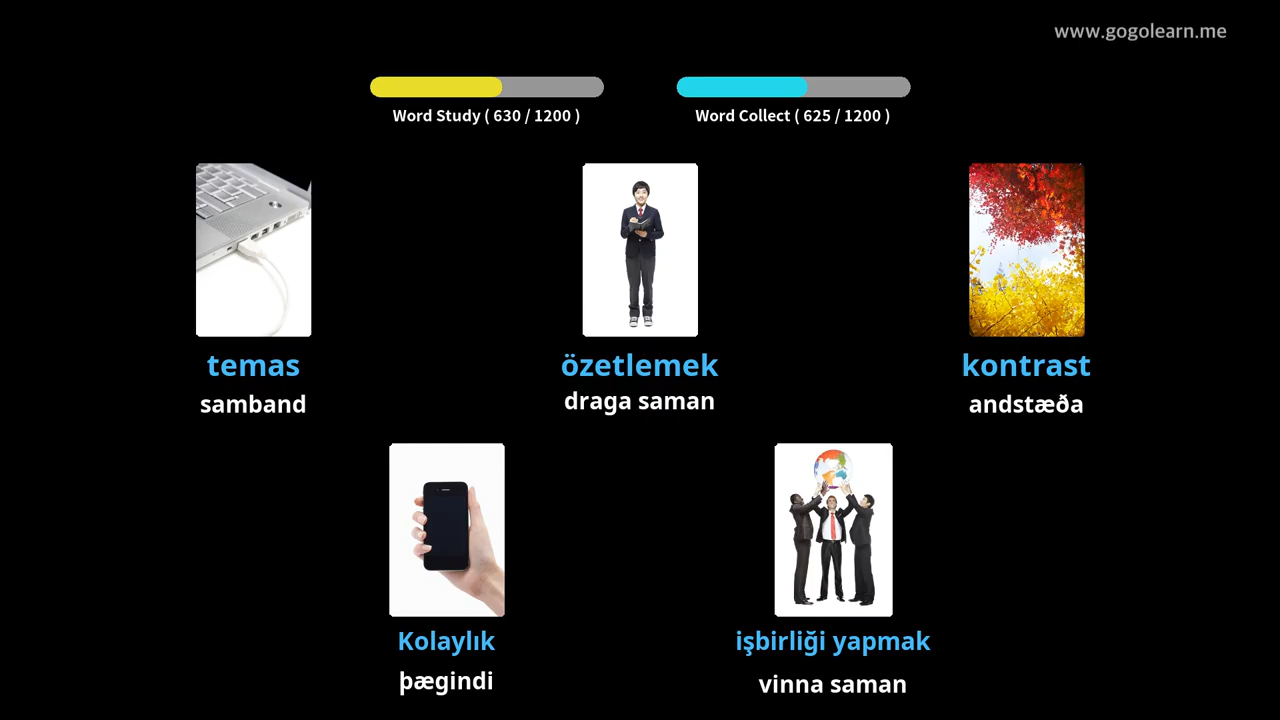 www.gogolearn.me
Word Study ( 630 / 1200 )
Word Collect ( 625 / 1200 )
temas
samband
özetlemek
draga saman
kontrast
andstæða
Kolaylık
þægindi
işbirliği yapmak
vinna saman